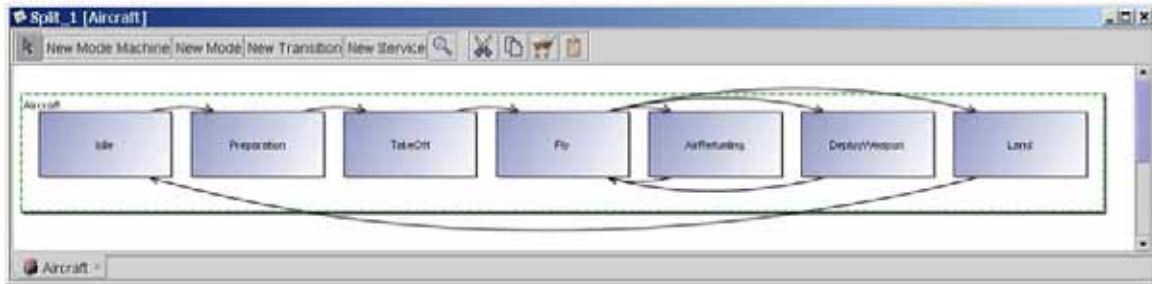 Split_1 [Aircraft]
New Mode Machine New Mode New Transition New Service
Aircraft
Idle Preparation TakeOff Fly AirRefueling DeployWeapon Land
Aircraft